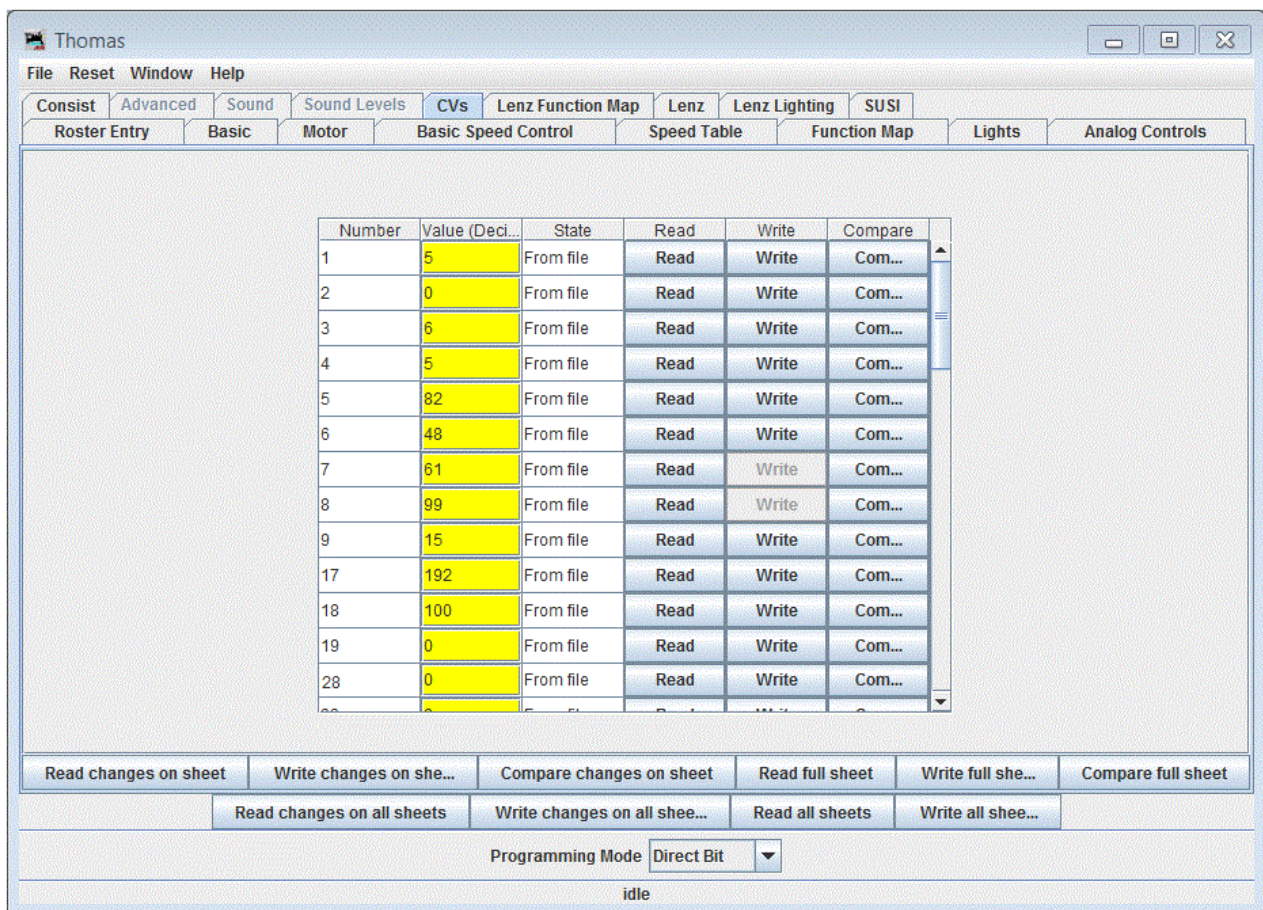 Thomas
File Reset Window Help
Consist Advanced Sound Sound Levels CVs Lenz Function Map Lenz Lenz Lighting SUSI
Roster Entry Basic Motor Basic Speed Control Speed Table Function Map Lights Analog Controls
Number Value (Deci... State Read Write Compare
1 5 From file Read Write Com...
2 0 From file Read Write Com...
3 6 From file Read Write Com...
4 5 From file Read Write Com...
5 82 From file Read Write Com...
6 48 From file Read Write Com...
7 61 From file Read Write Com...
8 99 From file Read Write Com...
9 15 From file Read Write Com...
17 192 From file Read Write Com...
18 100 From file Read Write Com...
19 0 From file Read Write Com...
28 0 From file Read Write Com...
Read changes on sheet Write changes on she... Compare changes on sheet Read full sheet Write full she... Compare full sheet
Read changes on all sheets Write changes on all shee... Read all sheets Write all shee...
Programming Mode Direct Bit
idle